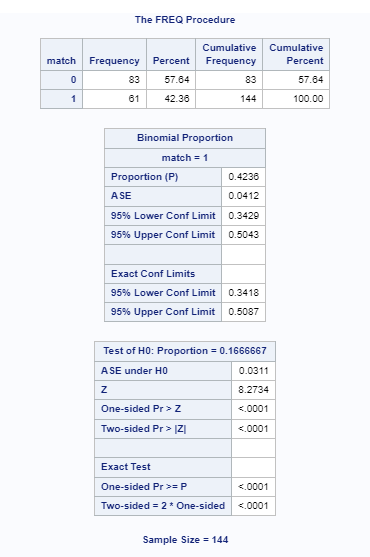 The FREQ Procedure
match Frequency Percent Cumulative Frequency Cumulative Percent
0 83 57.64 83 57.64
1 61 42.36 144 100.00
Binomial Proportion
match = 1
Proportion (P) 0.4236
ASE 0.0412
95% Lower Conf Limit 0.3429
95% Upper Conf Limit 0.5043
Exact Conf Limits
95% Lower Conf Limit 0.3418
95% Upper Conf Limit 0.5087
Test of H0: Proportion = 0.1666667
ASE under H0 0.0311
Z 8.2734
One-sided Pr > Z <.0001
Two-sided Pr > |Z| <.0001
Exact Test
One-sided Pr >= P <.0001
Two-sided = 2 * One-sided <.0001
Sample Size = 144